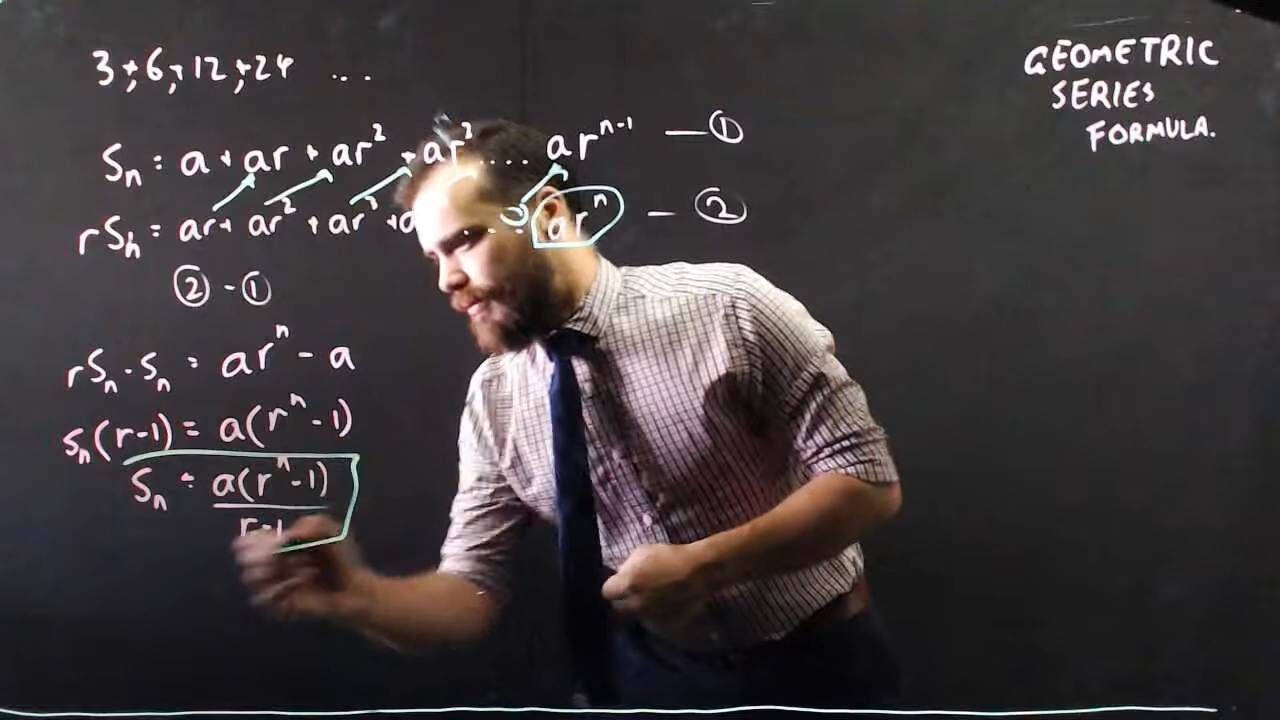 3+,6+,12,+24 ...
Sₙ = a + ar + ar² + ar³ .... arⁿ⁻¹ — ①
rSₙ = ar + ar² + ar³ + a ... arⁿ — ②
② - ①
rSₙ - Sₙ = arⁿ - a
Sₙ(r-1) = a(rⁿ-1)
Sₙ = a(rⁿ-1)
r-1
GEOMETRIC
SERIES
FORMULA.